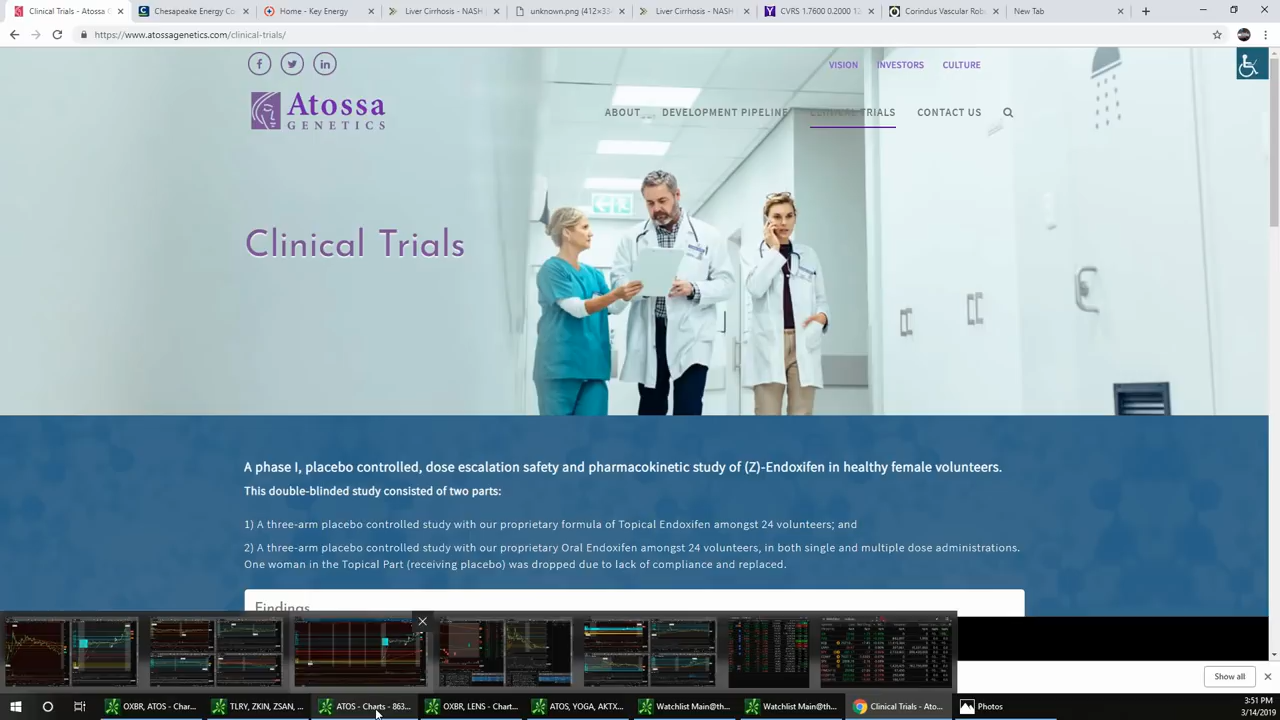 Clinical Trials - Atossa G
Chesapeake Energy Co
Home - Key Energy
Liver Cirrhosis - NASH
unknown.png (412×33
Liver Cirrhosis - NASH
CVRS 1.7600 0.2000 12
Corindus Vascular Rob
New Tab
https://www.atossagenetics.com/clinical-trials/
VISION
INVESTORS
CULTURE
Atossa
GENETICS
ABOUT
DEVELOPMENT PIPELINE
CLINICAL TRIALS
CONTACT US
Clinical Trials
A phase I, placebo controlled, dose escalation safety and pharmacokinetic study of (Z)-Endoxifen in healthy female volunteers.
This double-blinded study consisted of two parts:
1) A three-arm placebo controlled study with our proprietary formula of Topical Endoxifen amongst 24 volunteers; and
2) A three-arm placebo controlled study with our proprietary Oral Endoxifen amongst 24 volunteers, in both single and multiple dose administrations.
One woman in the Topical Part (receiving placebo) was dropped due to lack of compliance and replaced.
Findings
Show all
OXBR, ATOS - Char...
TLRY, ZKIN, CSAN, ...
ATOS - Charts - 863...
OXBR, LENS - Chart...
ATOS, YOGA, AKTX...
Watchlist Main@th...
Watchlist Main@th...
Clinical Trials - Ato...
Photos
3:51 PM
3/14/2019